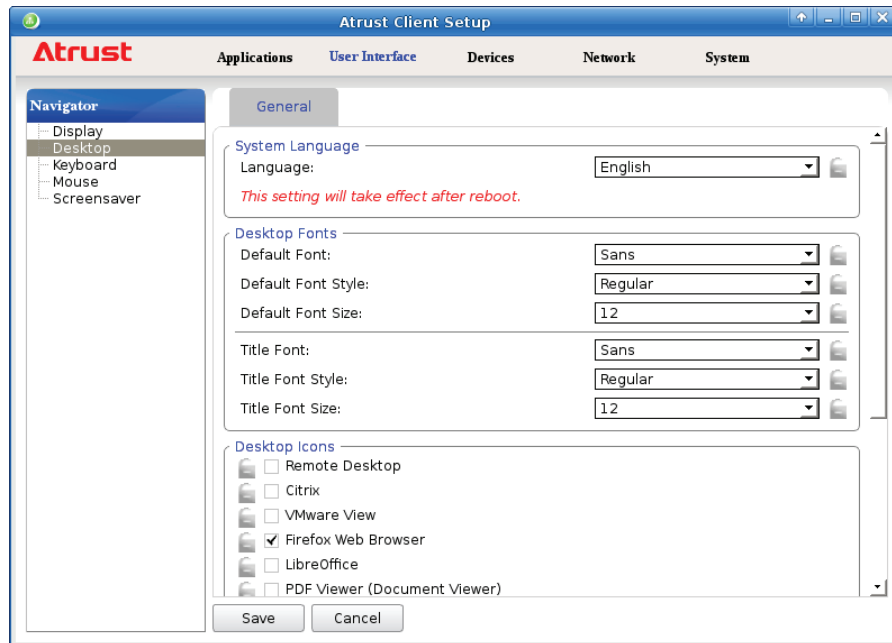 Atrust Client Setup
Atrust
Applications User Interface Devices Network System
Navigator
Display
Desktop
Keyboard
Mouse
Screensaver
General
System Language
Language: English
This setting will take effect after reboot.
Desktop Fonts
Default Font: Sans
Default Font Style: Regular
Default Font Size: 12
Title Font: Sans
Title Font Style: Regular
Title Font Size: 12
Desktop Icons
Remote Desktop
Citrix
VMware View
Firefox Web Browser
LibreOffice
PDF Viewer (Document Viewer)
Save Cancel